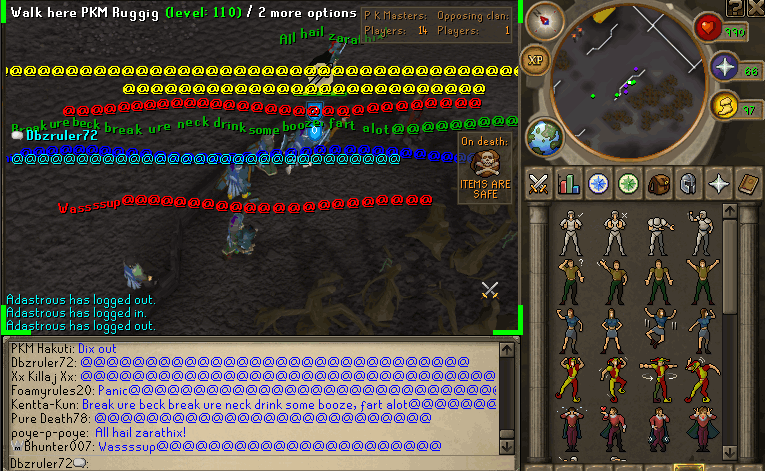 Walk here PKM Ruggig (level: 110) / 2 more options
P K Masters: Opposing clan:
Players: 14 Players: 1
All hail zarathix
990
XP
66
97
@@@@@@@@@@@@@@@@@@@@@@@@@@@@@@@@@@@@@@@
@@@@@@@@@@@@@@@@@@@@@@@@@@@@
@@@@@@@@@@@@@@@@@@@@@@@@@@@@@@@@
Break ure beck break ure neck drink some booze, fart alot@@@@@@@@@
Dbzruler72
@@@@@@@@@@@@@@@@@@@@@@@@@@@@@@
On death:
ITEMS ARE
SAFE
Wassssup@@@@@@@@@@@@@@@@@@@@@@@@
Adastrous has logged out.
Adastrous has logged in.
Adastrous has logged out.
PKM Hakuti: Dix out
Dbzruler72: @@@@@@@@@@@@@@@@@@@@@@@@@@@@@@
Xx Killaj Xx: @@@@@@@@@@@@@@@@@@@@@@@@@@@@@@@@
Foamyrules20: Panic@@@@@@@@@@@@@@@@@@@@@@@@@@@@
Kentta-Kun: Break ure beck break ure neck drink some booze, fart alot@@@@@@@
Pure Death78: @@@@@@@@@@@@@@@@@@@@@@@@@@
poye-p-poye: All hail zarathix!
Bhunter007: Wassssup@@@@@@@@@@@@@@@@@@@@@@@@
Dbzruler72: